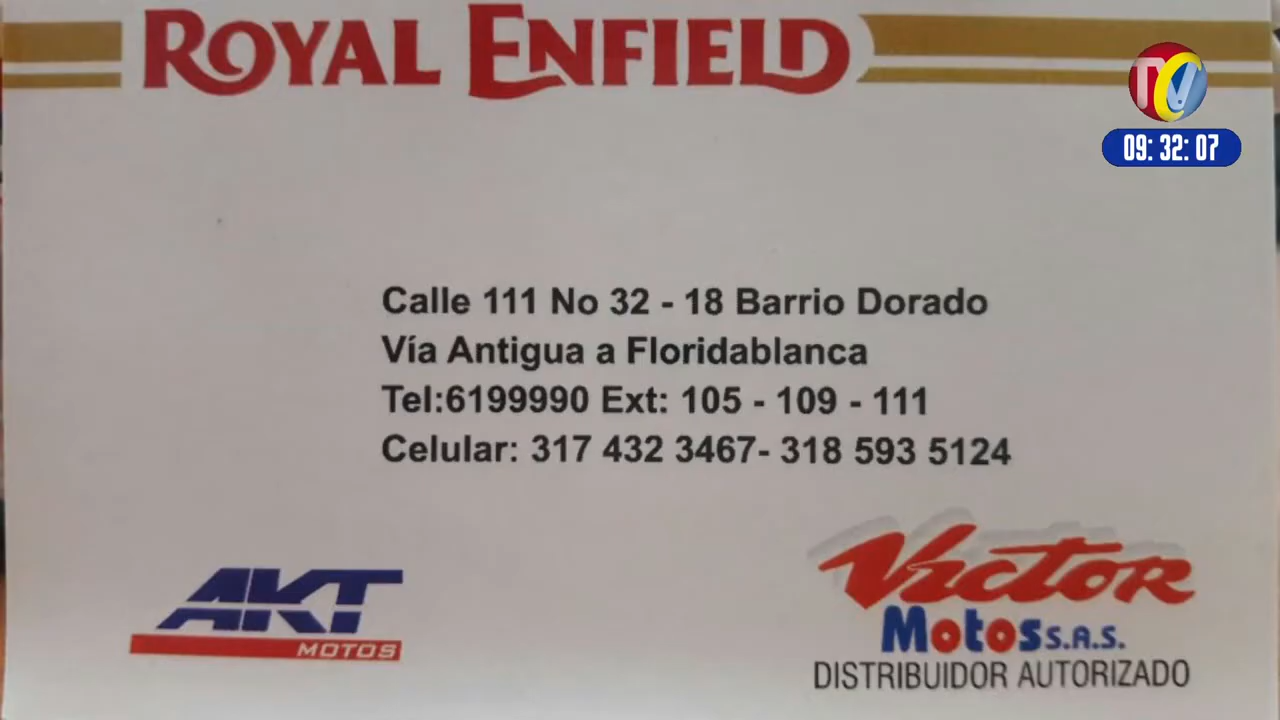 ROYAL ENFIELD
TCV
09: 32: 07
Calle 111 No 32 - 18 Barrio Dorado
Vía Antigua a Floridablanca
Tel:6199990 Ext: 105 - 109 - 111
Celular: 317 432 3467- 318 593 5124
AKT
MOTOS
Victor
Motos S.A.S.
DISTRIBUIDOR AUTORIZADO